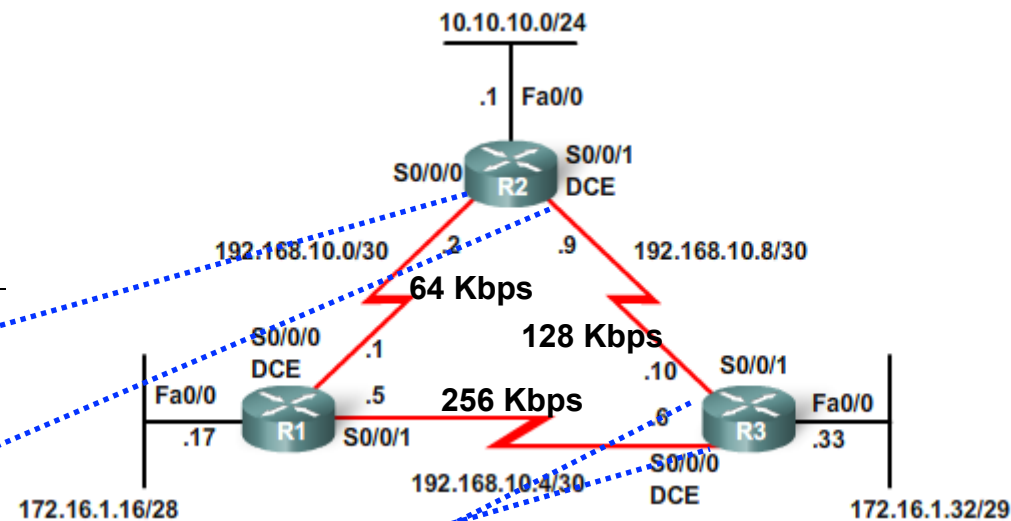 10.10.10.0/24
.1 Fa0/0
S0/0/0
S0/0/1
DCE
R2
192.168.10.0/30
.2
.9
192.168.10.8/30
64 Kbps
128 Kbps
S0/0/0
DCE
.1
.10
S0/0/1
Fa0/0
.17
.5
R1
S0/0/1
256 Kbps
.6
R3
Fa0/0
.33
192.168.10.4/30
S0/0/0
DCE
172.16.1.16/28
172.16.1.32/29